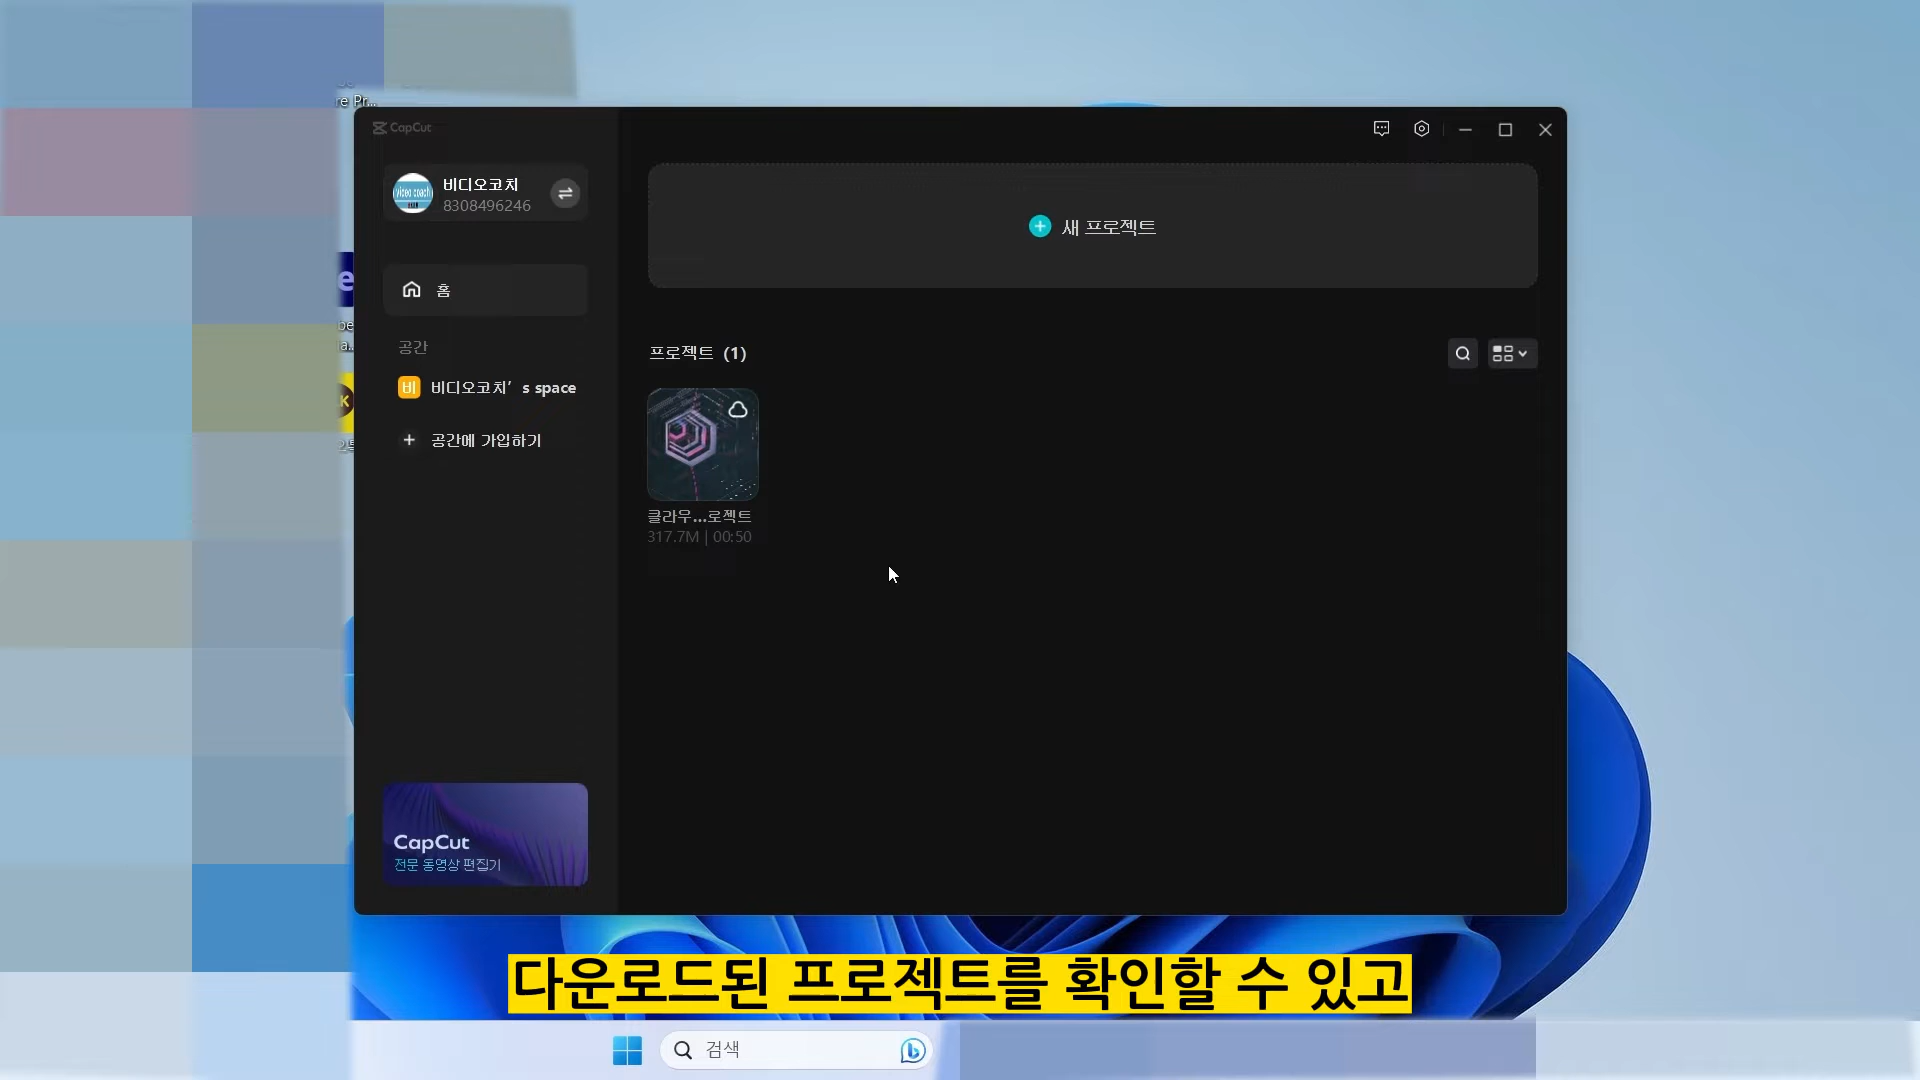 re Pr...
CapCut
비디오코치
8308496246
새 프로젝트
홈
공간
프로젝트 (1)
비 비디오코치's space
공간에 가입하기
클라우...로젝트
317.7M | 00:50
CapCut
전문 동영상 편집기
다운로드된 프로젝트를 확인할 수 있고
검색